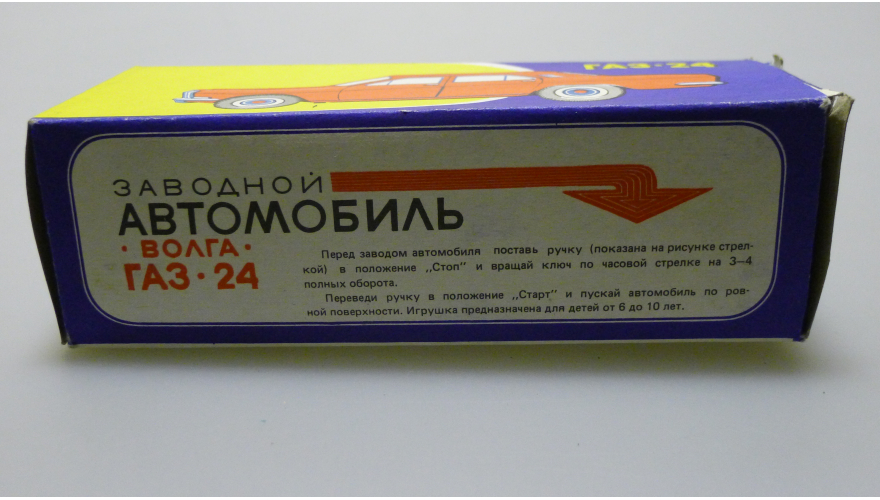 ГАЗ·24
ЗАВОДНОЙ
АВТОМОБИЛЬ
·ВОЛГА·
ГАЗ·24
Перед заводом автомобиля поставь ручку (показана на рисунке стрел-
кой) в положение „Стоп" и вращай ключ по часовой стрелке на 3—4
полных оборота.
Переведи ручку в положение „Старт" и пускай автомобиль по ров-
ной поверхности. Игрушка предназначена для детей от 6 до 10 лет.